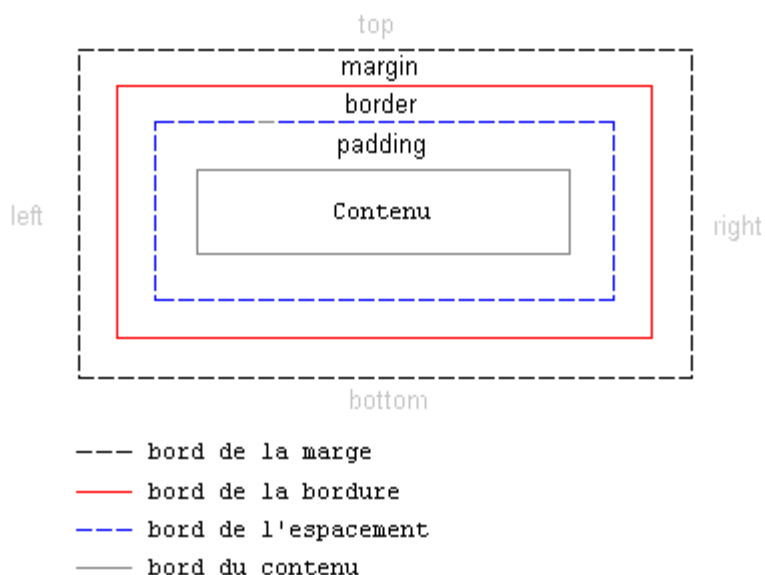 top
margin
border
padding
Contenu
left
right
bottom
bord de la marge
bord de la bordure
bord de l'espacement
bord du contenu